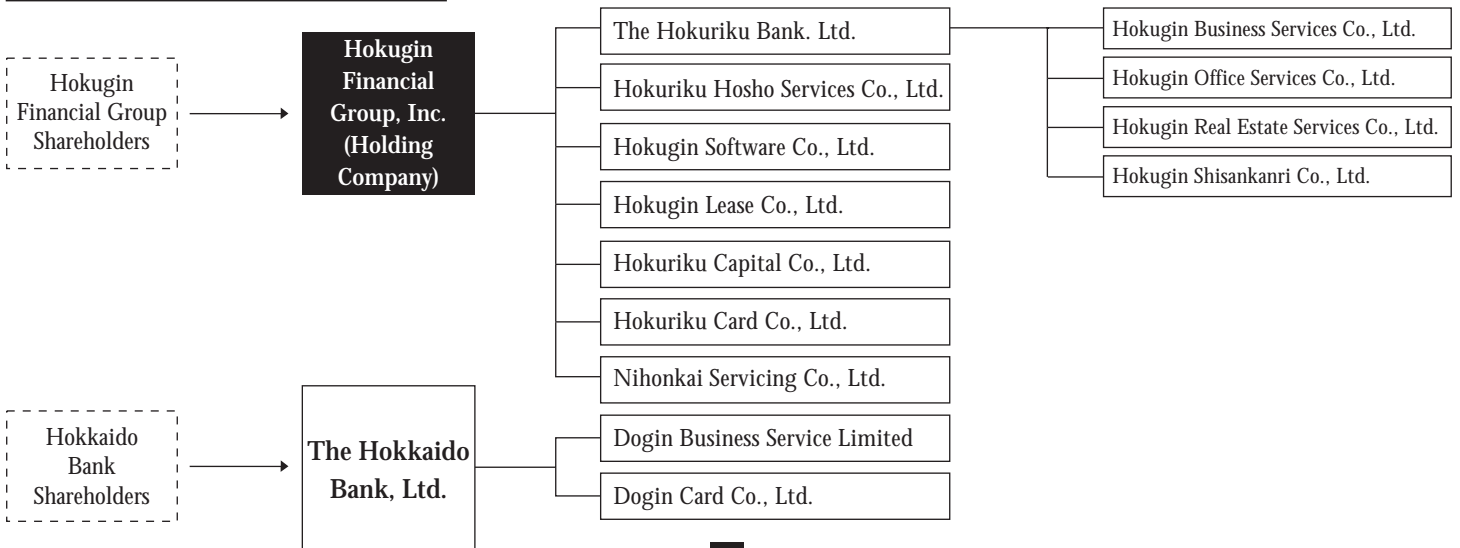 Hokugin
Financial Group
Shareholders
Hokugin
Financial
Group, Inc.
(Holding
Company)
The Hokuriku Bank. Ltd.
Hokuriku Hosho Services Co., Ltd.
Hokugin Software Co., Ltd.
Hokugin Lease Co., Ltd.
Hokuriku Capital Co., Ltd.
Hokuriku Card Co., Ltd.
Nihonkai Servicing Co., Ltd.
Hokugin Business Services Co., Ltd.
Hokugin Office Services Co., Ltd.
Hokugin Real Estate Services Co., Ltd.
Hokugin Shisankanri Co., Ltd.
Hokkaido
Bank
Shareholders
The Hokkaido
Bank, Ltd.
Dogin Business Service Limited
Dogin Card Co., Ltd.